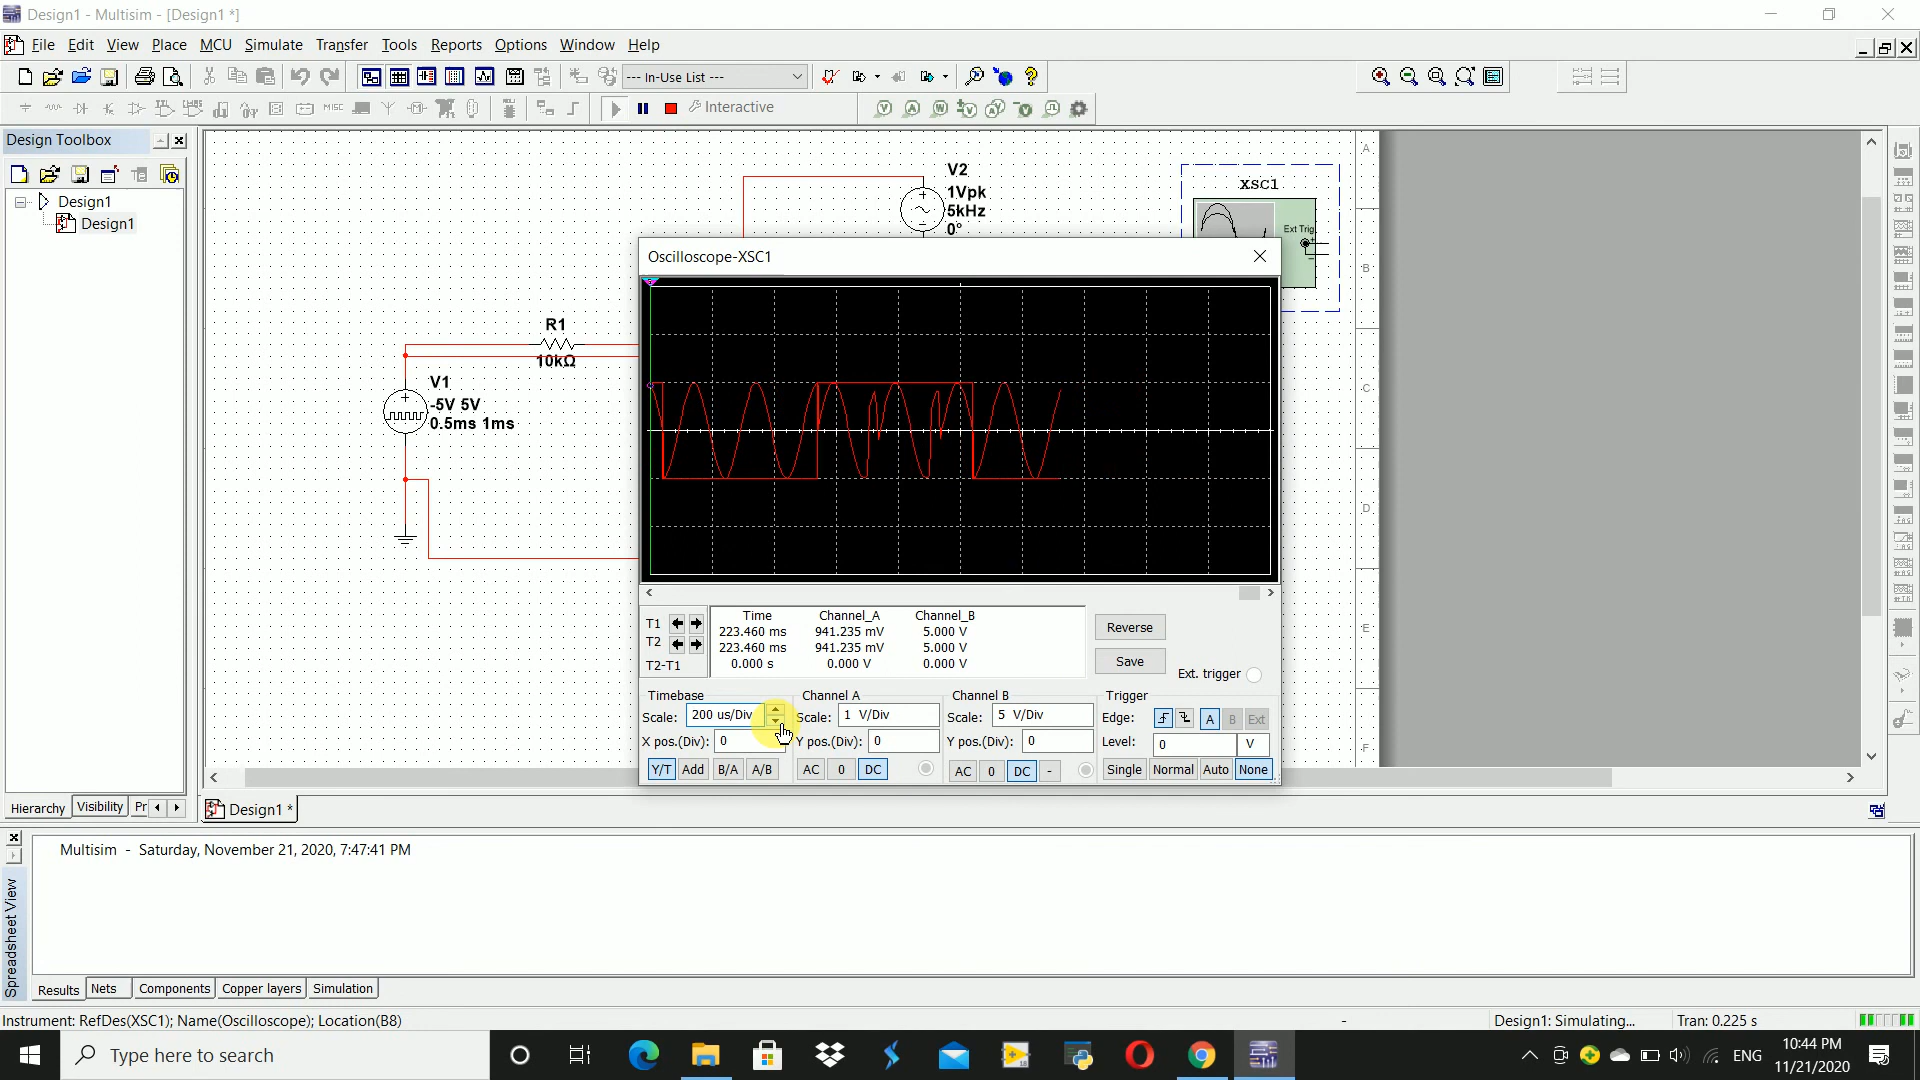 Design1 - Multisim - [Design1 *]
File Edit View Place MCU Simulate Transfer Tools Reports Options Window Help
--- In-Use List ---
MISC
Interactive
Design Toolbox
Design1
Design1
Hierarchy Visibility Pr
V2
1Vpk
5kHz
0°
XSC1
Ext Trig
+
-
R1
10kΩ
V1
-5V 5V
0.5ms 1ms
A
B
C
D
E
F
Oscilloscope-XSC1
Time Channel_A Channel_B
T1 223.460 ms 941.235 mV 5.000 V
T2 223.460 ms 941.235 mV 5.000 V
T2-T1 0.000 s 0.000 V 0.000 V
Reverse
Save
Ext. trigger
Timebase Channel A Channel B Trigger
Scale: 200 us/Div Scale: 1 V/Div Scale: 5 V/Div Edge: A B Ext
X pos.(Div): 0 Y pos.(Div): 0 Y pos.(Div): 0 Level: 0 V
Y/T Add B/A A/B AC 0 DC AC 0 DC - Single Normal Auto None
Design1 *
Multisim - Saturday, November 21, 2020, 7:47:41 PM
Spreadsheet View
Results Nets Components Copper layers Simulation
Instrument: RefDes(XSC1); Name(Oscilloscope); Location(B8) - Design1: Simulating... Tran: 0.225 s
Type here to search
ENG
10:44 PM
11/21/2020